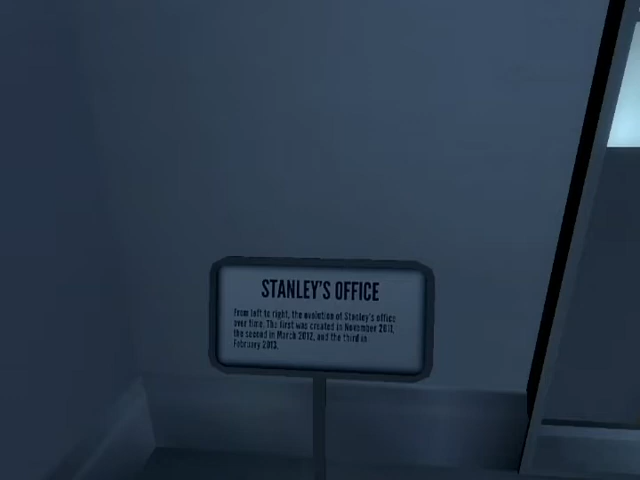 STANLEY'S OFFICE
From left to right, the evolution of Stanley's office
over time. The first was created in November 2011,
the second in March 2012, and the third in
February 2013.